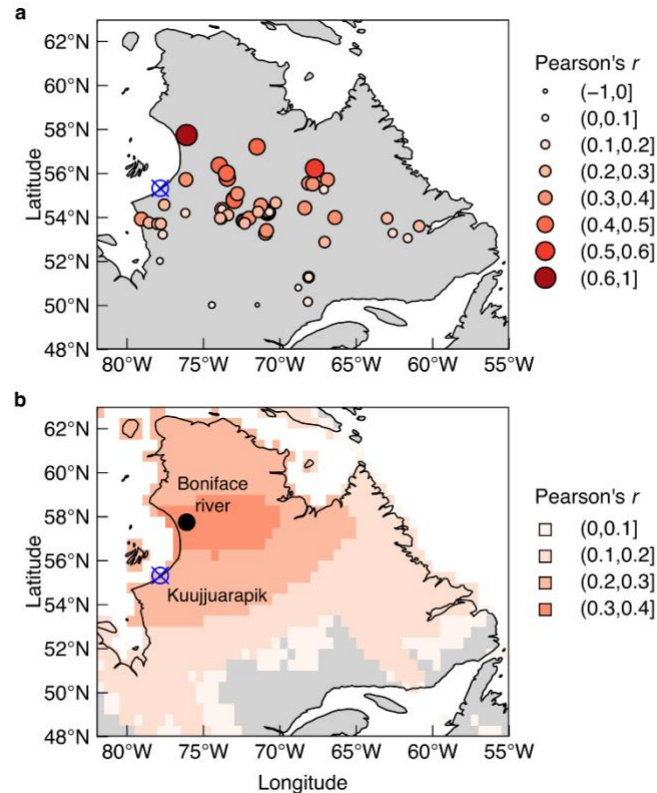 a
62°N
60°N
58°N
56°N
54°N
52°N
50°N
48°N
Latitude
80°W 75°W 70°W 65°W 60°W 55°W
Pearson's r
(−1,0]
(0,0.1]
(0.1,0.2]
(0.2,0.3]
(0.3,0.4]
(0.4,0.5]
(0.5,0.6]
(0.6,1]
b
62°N
60°N
58°N
56°N
54°N
52°N
50°N
48°N
Latitude
Boniface
river
Kuujjuarapik
80°W 75°W 70°W 65°W 60°W 55°W
Longitude
Pearson's r
(0,0.1]
(0.1,0.2]
(0.2,0.3]
(0.3,0.4]